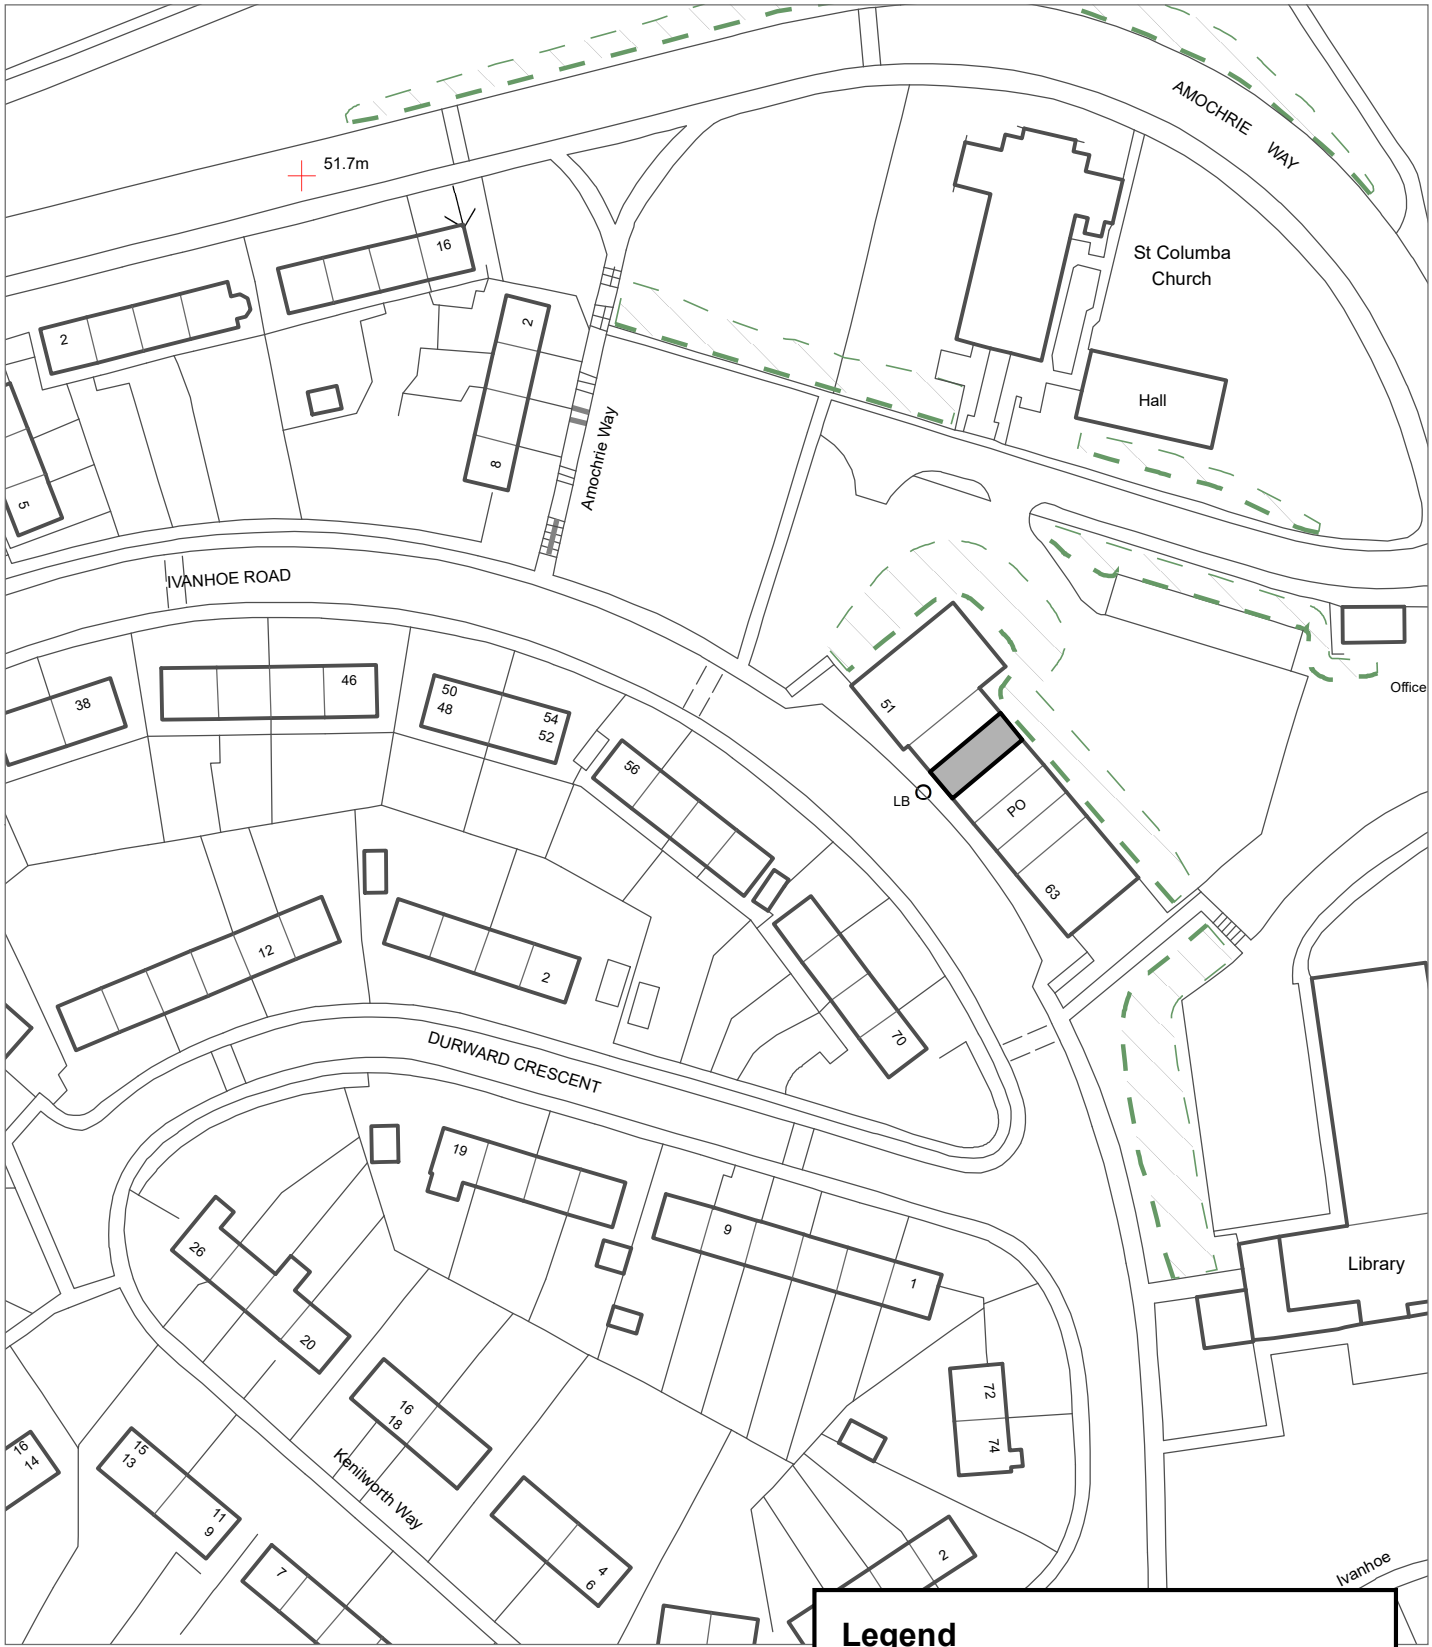 AMOCHRIE
WAY
51.7m
16
St Columba
Church
2
2
Hall
Amochrie Way
8
5
IVANHOE ROAD
Office
46
38
50
48
54
52
51
56
LB
PO
63
12
2
70
DURWARD CRESCENT
19
9
1
26
20
Library
72
74
16
18
Kenilworth Way
15
13
11
9
16
14
7
4
6
2
Ivanhoe
Legend